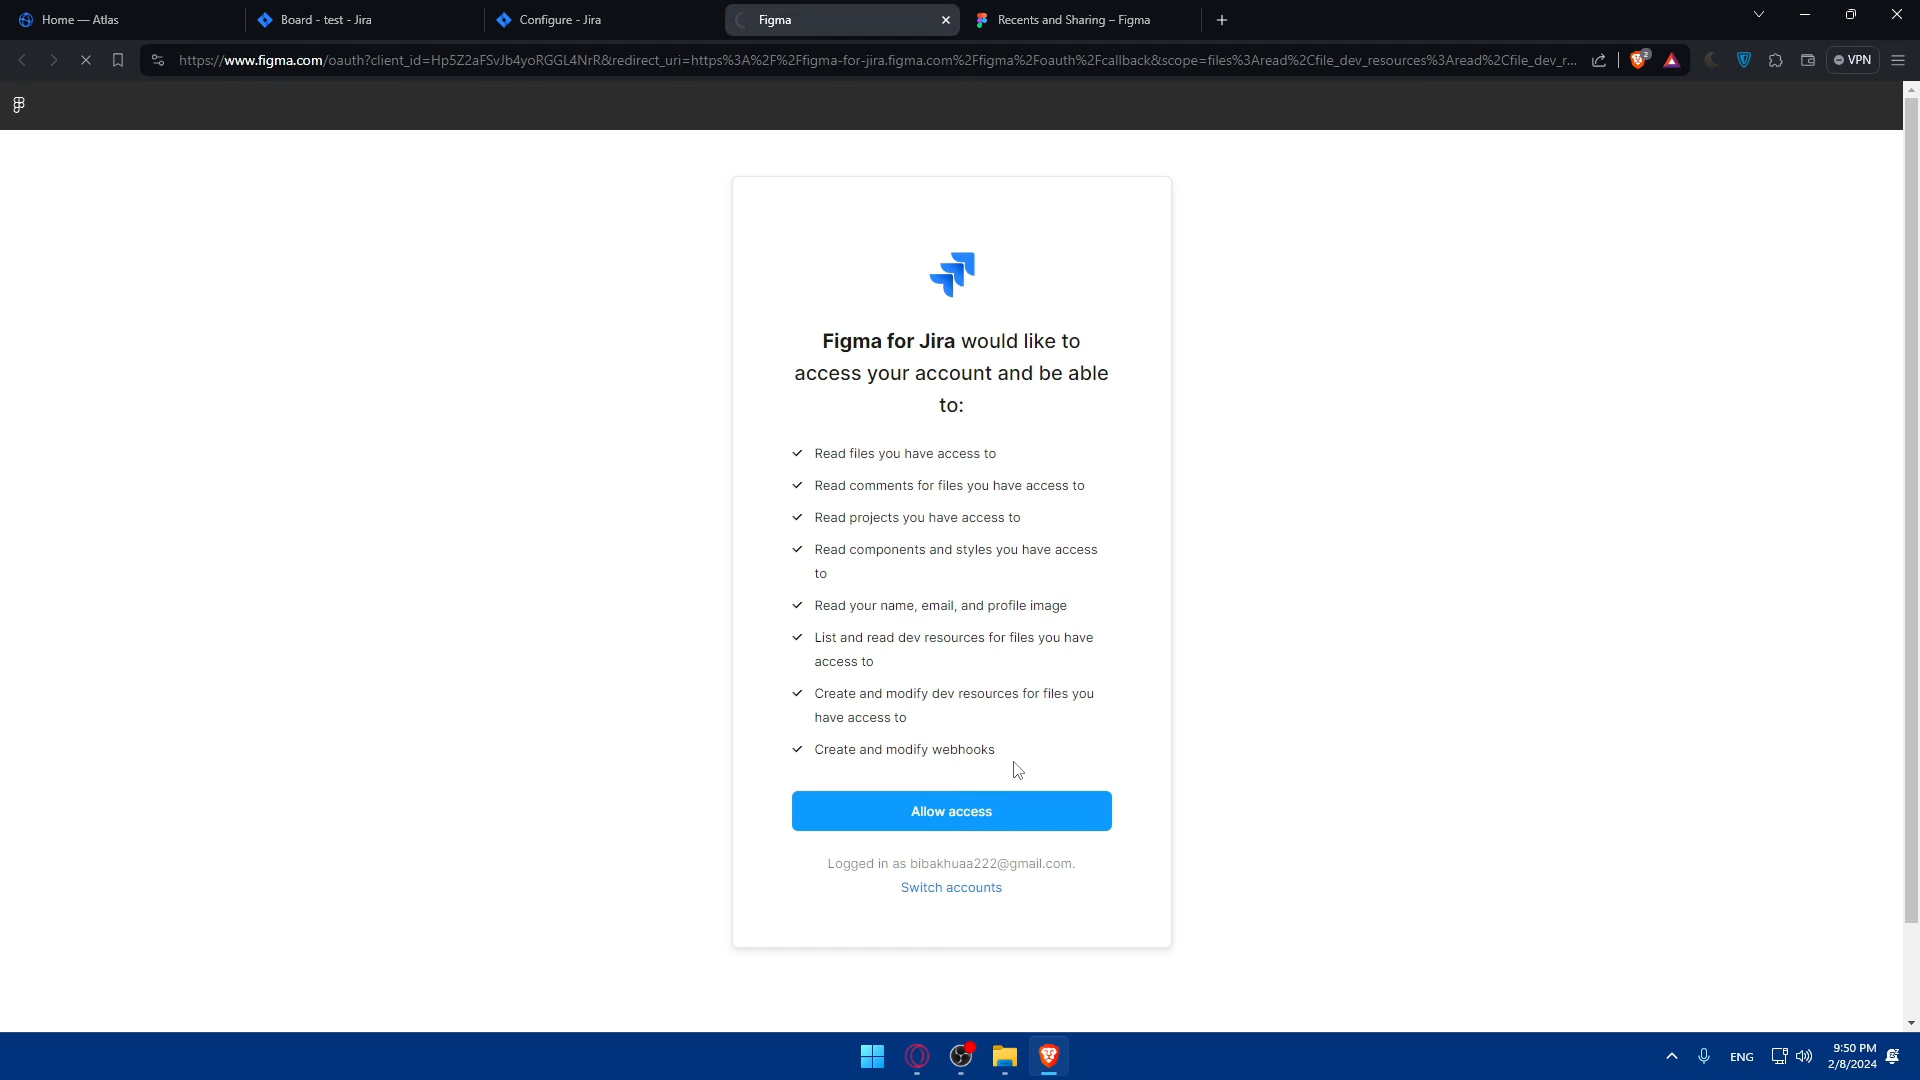 Home — Atlas
Board - test - Jira
Configure - Jira
Figma
Recents and Sharing – Figma
https://www.figma.com/oauth?client_id=Hp5Z2aFSvJb4yoRGGL4NrR&redirect_uri=https%3A%2F%2Ffigma-for-jira.figma.com%2Ffigma%2Foauth%2Fcallback&scope=files%3Aread%2Cfile_dev_resources%3Aread%2Cfile_dev_r...
2
VPN
Figma for Jira would like to
access your account and be able
to:
Read files you have access to
Read comments for files you have access to
Read projects you have access to
Read components and styles you have access
to
Read your name, email, and profile image
List and read dev resources for files you have
access to
Create and modify dev resources for files you
have access to
Create and modify webhooks
Allow access
Logged in as bibakhuaa222@gmail.com.
Switch accounts
ENG
9:50 PM
2/8/2024